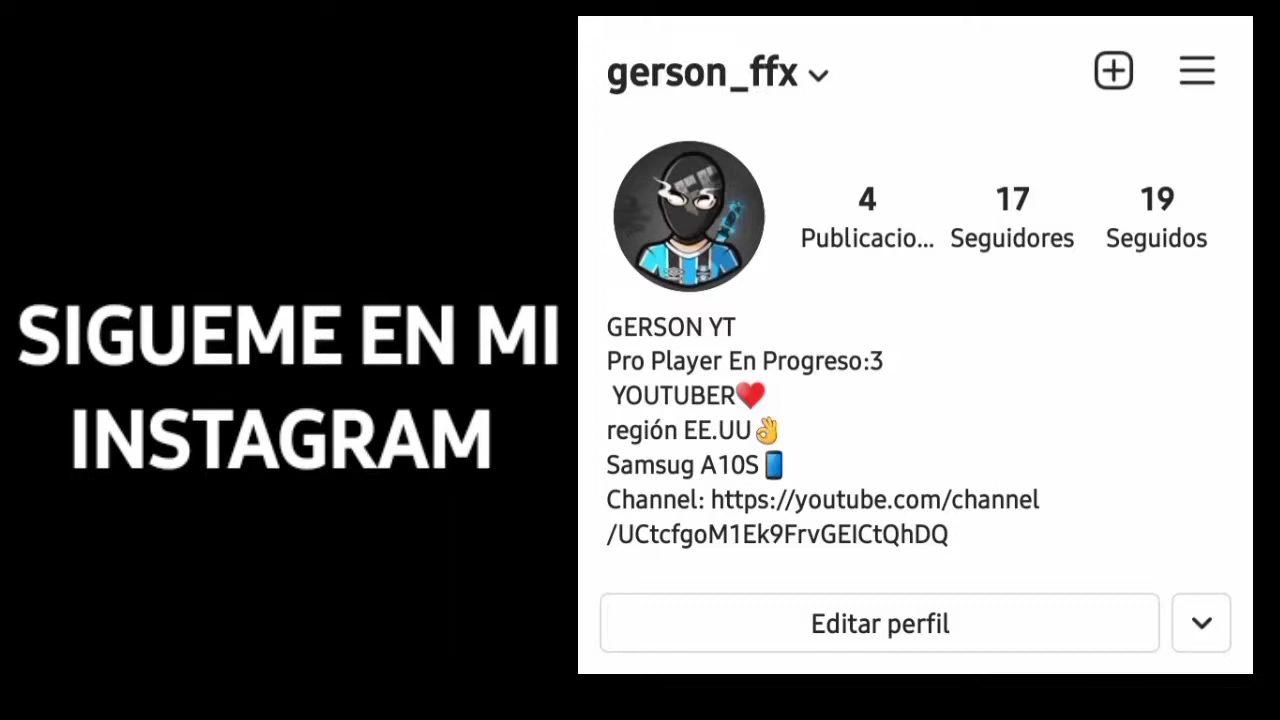 SIGUEME EN MI
INSTAGRAM
gerson_ffx
4
Publicacio...
17
Seguidores
19
Seguidos
GERSON YT
Pro Player En Progreso:3
YOUTUBER❤️
región EE.UU👌
Samsug A10S📱
Channel: https://youtube.com/channel
/UCtcfgoM1Ek9FrvGEICtQhDQ
Editar perfil